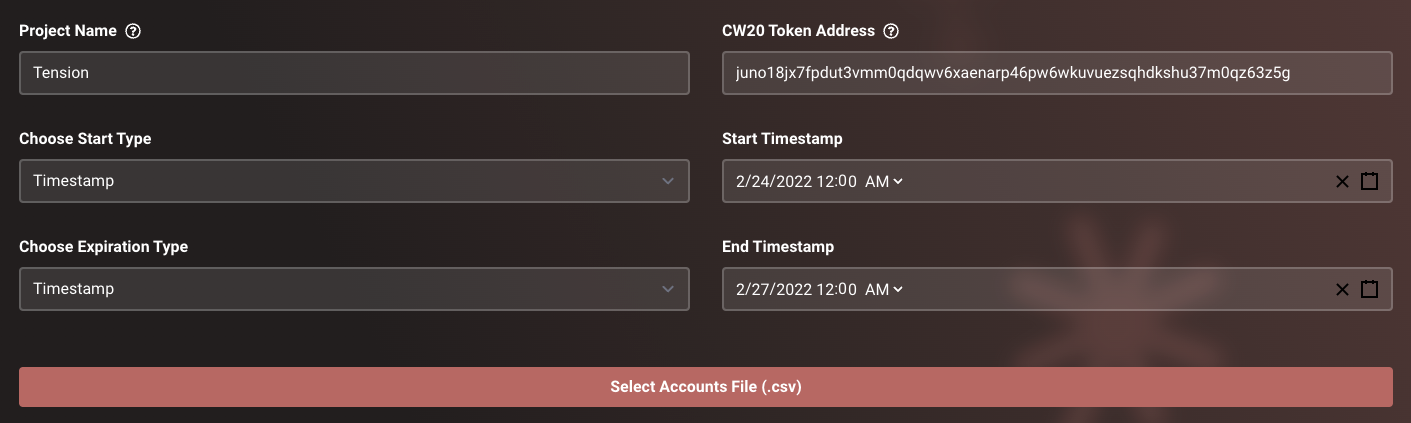 Project Name
CW20 Token Address
Tension
juno18jx7fpdut3vmm0qdqwv6xaenarp46pw6wkuvuezsqhdkshu37m0qz63z5g
Choose Start Type
Start Timestamp
Timestamp
2/24/2022 12:00 AM
Choose Expiration Type
End Timestamp
Timestamp
2/27/2022 12:00 AM
Select Accounts File (.csv)